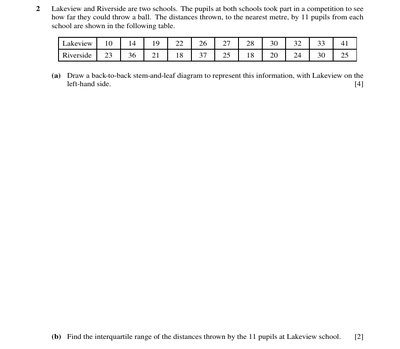 2 Lakeview and Riverside are two schools. The pupils at both schools took part in a competition to see
how far they could throw a ball. The distances thrown, to the nearest metre, by 11 pupils from each
school are shown in the following table.
Lakeview 10 14 19 22 26 27 28 30 32 33 41
Riverside 23 36 21 18 37 25 18 20 24 30 25
(a) Draw a back-to-back stem-and-leaf diagram to represent this information, with Lakeview on the
left-hand side. [4]
(b) Find the interquartile range of the distances thrown by the 11 pupils at Lakeview school. [2]